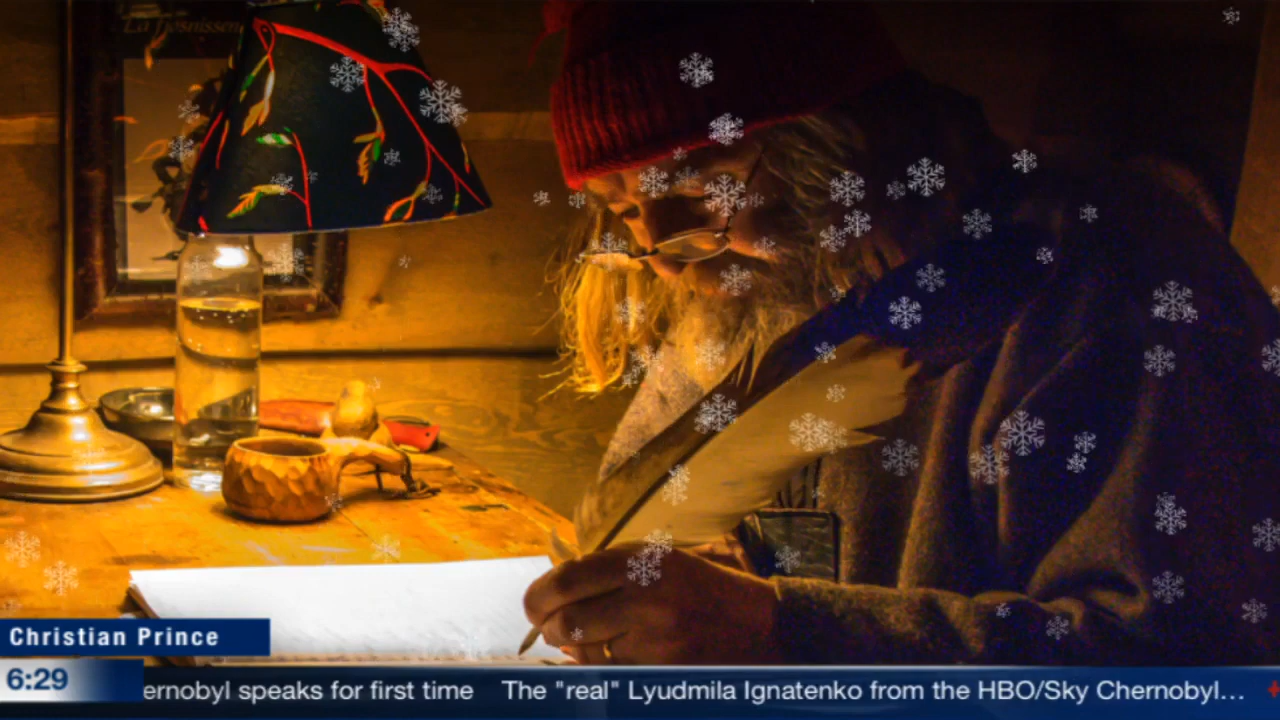 Christian Prince
6:29
ernobyl speaks for first time The "real" Lyudmila Ignatenko from the HBO/Sky Chernobyl...